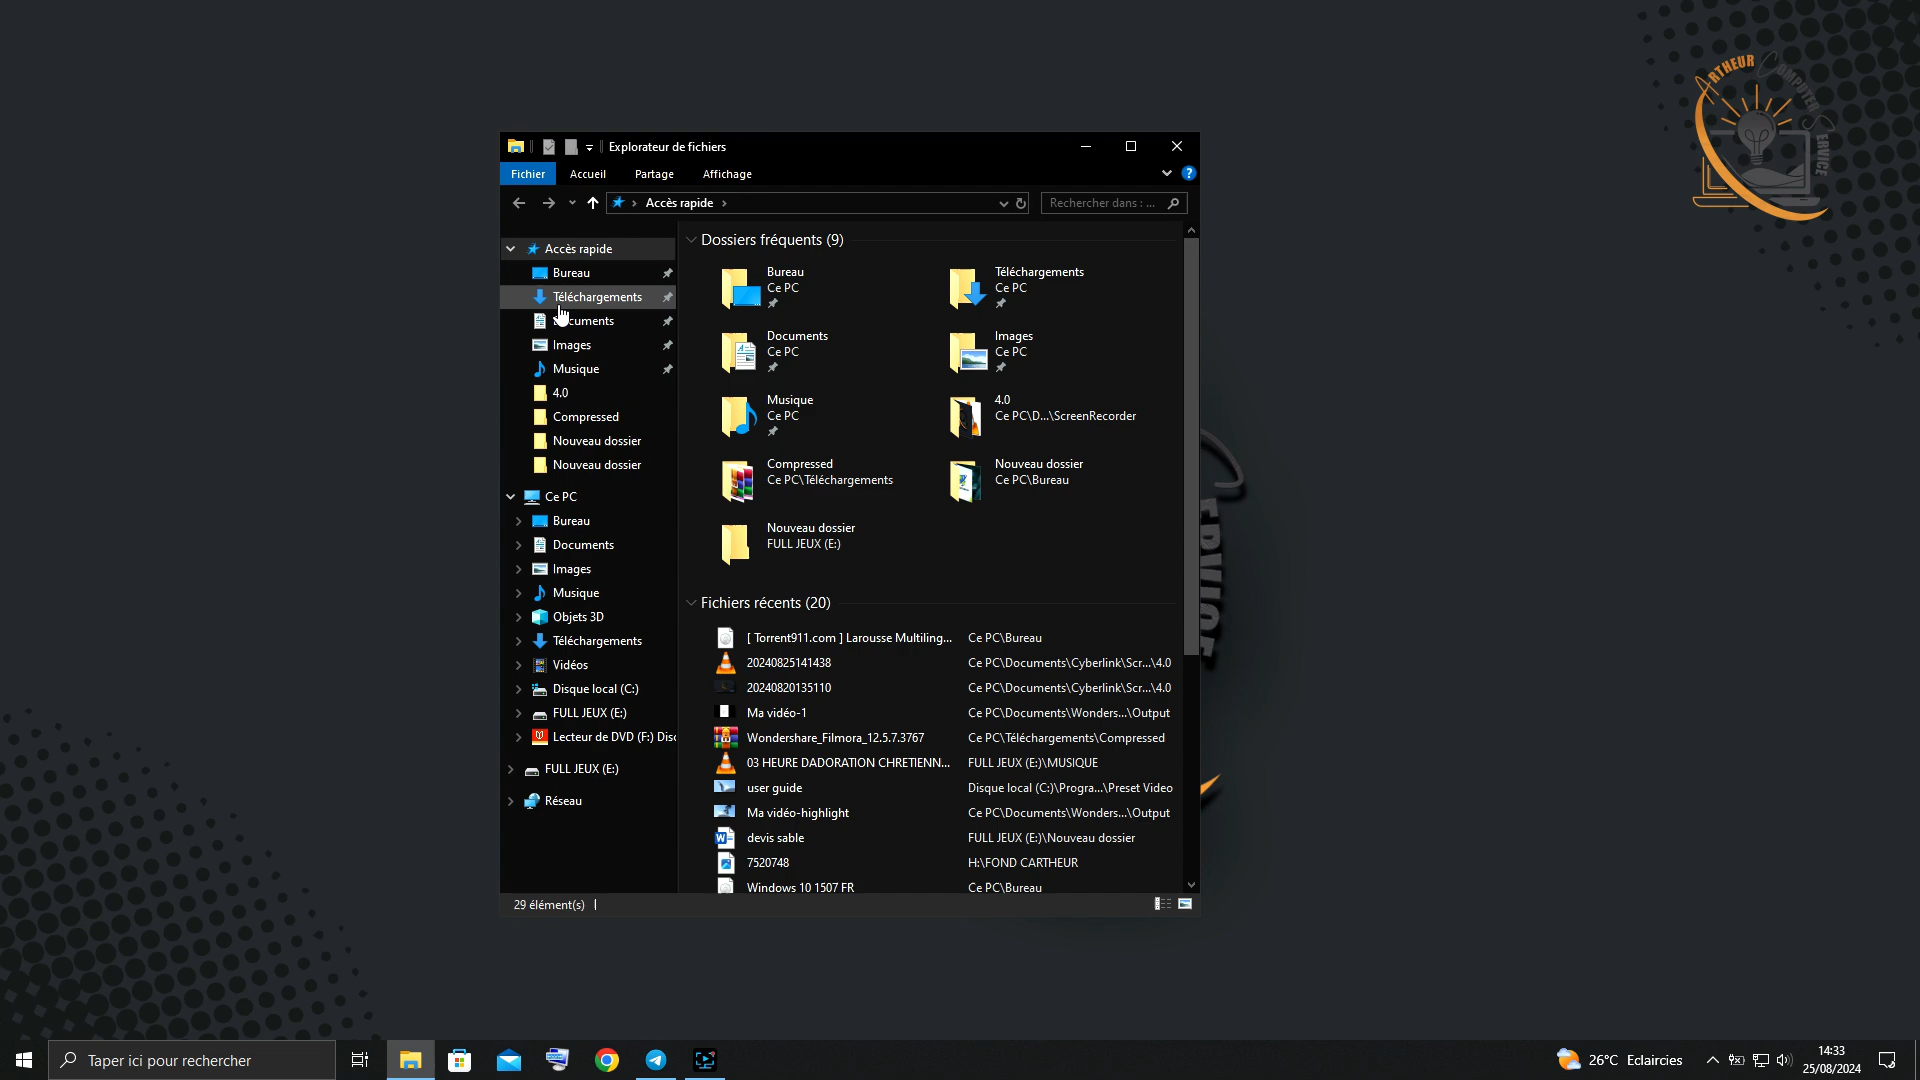 ARTHEUR COMPUTER SERVICE
Explorateur de fichiers
Fichier Accueil Partage Affichage
Accès rapide
Rechercher dans : ...
Accès rapide
Bureau
Téléchargements
Images
Musique
4.0
Compressed
Nouveau dossier
Nouveau dossier
Ce PC
Bureau
Documents
Images
Musique
Objets 3D
Téléchargements
Vidéos
Disque local (C:)
FULL JEUX (E:)
Lecteur de DVD (F:) Disc
FULL JEUX (E:)
Réseau
Dossiers fréquents (9)
Bureau
Ce PC
Téléchargements
Ce PC
Documents
Ce PC
Images
Ce PC
Musique
Ce PC
4.0
Ce PC\D...\ScreenRecorder
Compressed
Ce PC\Téléchargements
Nouveau dossier
Ce PC\Bureau
Nouveau dossier
FULL JEUX (E:)
Fichiers récents (20)
[ Torrent911.com ] Larousse Multiling... Ce PC\Bureau
20240825141438 Ce PC\Documents\Cyberlink\Scr...\4.0
20240820135110 Ce PC\Documents\Cyberlink\Scr...\4.0
Ma vidéo-1 Ce PC\Documents\Wonders...\Output
Wondershare_Filmora_12.5.7.3767 Ce PC\Téléchargements\Compressed
03 HEURE DADORATION CHRETIENN... FULL JEUX (E:)\MUSIQUE
user guide Disque local (C:)\Progra...\Preset Video
Ma vidéo-highlight Ce PC\Documents\Wonders...\Output
devis sable FULL JEUX (E:)\Nouveau dossier
7520748 H:\FOND CARTHEUR
Windows 10 1507 FR Ce PC\Bureau
29 élément(s)
Taper ici pour rechercher
26°C Eclaircies
14:33
25/08/2024